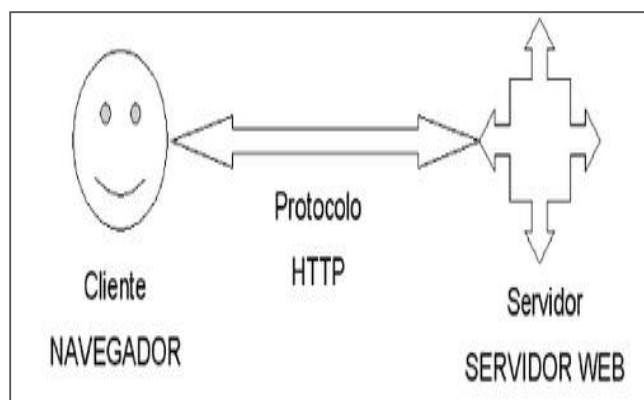 Protocolo
HTTP
Cliente
NAVEGADOR
Servidor
SERVIDOR WEB